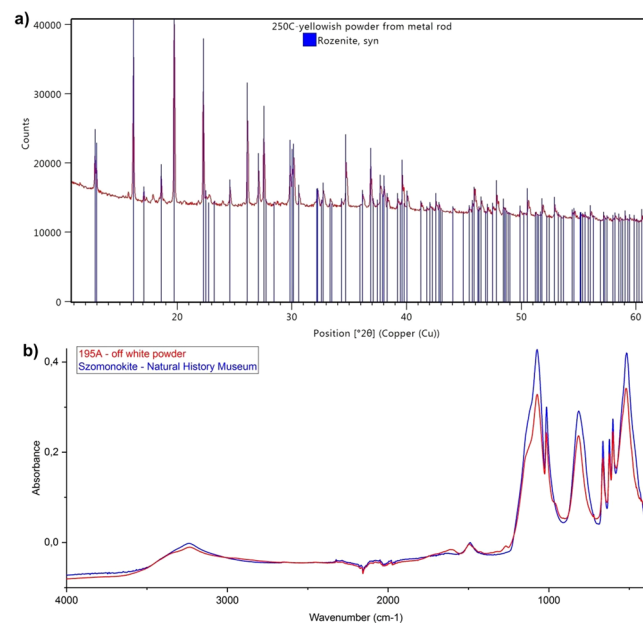 a)
250C-yellowish powder from metal rod
Rozenite, syn
Counts
40000
30000
20000
10000
0
20
30
40
50
60
Position [°2θ] (Copper (Cu))
b)
195A - off white powder
Szomonokite - Natural History Museum
Absorbance
0,4
0,2
0,0
4000
3000
2000
1000
Wavenumber (cm-1)